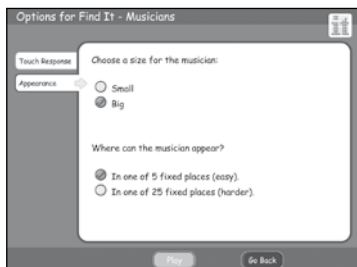 Options for Find It - Musicians
it
Touch Response
Appearance
Choose a size for the musician:
Small
Big
Where can the musician appear?
In one of 5 fixed places (easy).
In one of 25 fixed places (harder).
Play
Go Back